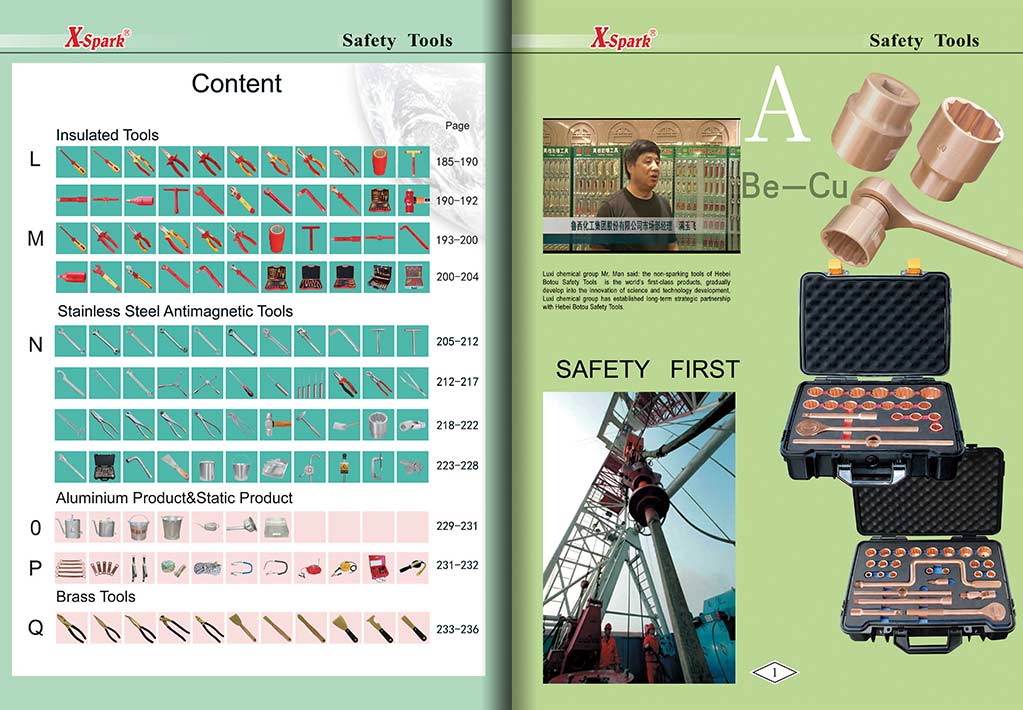 X-Spark®
Safety Tools
Content
Page
Insulated Tools
L
185-190
190-192
M
193-200
200-204
Stainless Steel Antimagnetic Tools
N
205-212
212-217
218-222
223-228
Aluminium Product&Static Product
O
229-231
P
231-232
Brass Tools
Q
233-236
X-Spark®
Safety Tools
A
Be-Cu
鲁西化工集团股份有限公司市场部经理 满玉飞
Luxi chemical group Mr. Man said: the non-sparking tools of Hebei
Botou Safety Tools is the world's first-class products, gradually
develop into the innovation of science and technology development,
Luxi chemical group has established long-term strategic partnership
with Hebei Botou Safety Tools.
SAFETY FIRST
1